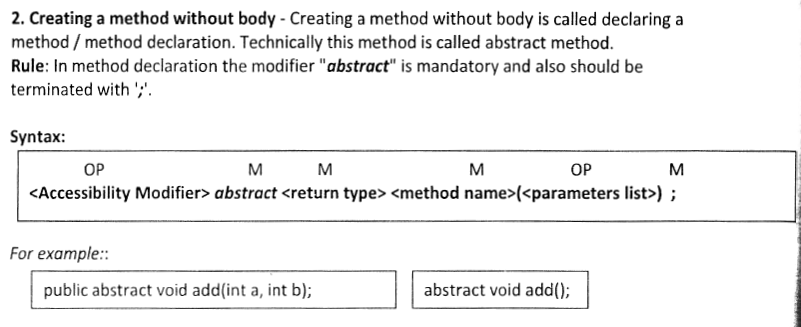 2. Creating a method without body - Creating a method without body is called declaring a
method / method declaration. Technically this method is called abstract method.
Rule: In method declaration the modifier "abstract" is mandatory and also should be
terminated with ';'.
Syntax:
OP M M M OP M
<Accessibility Modifier> abstract <return type> <method name>(<parameters list>) ;
For example::
public abstract void add(int a, int b); abstract void add();